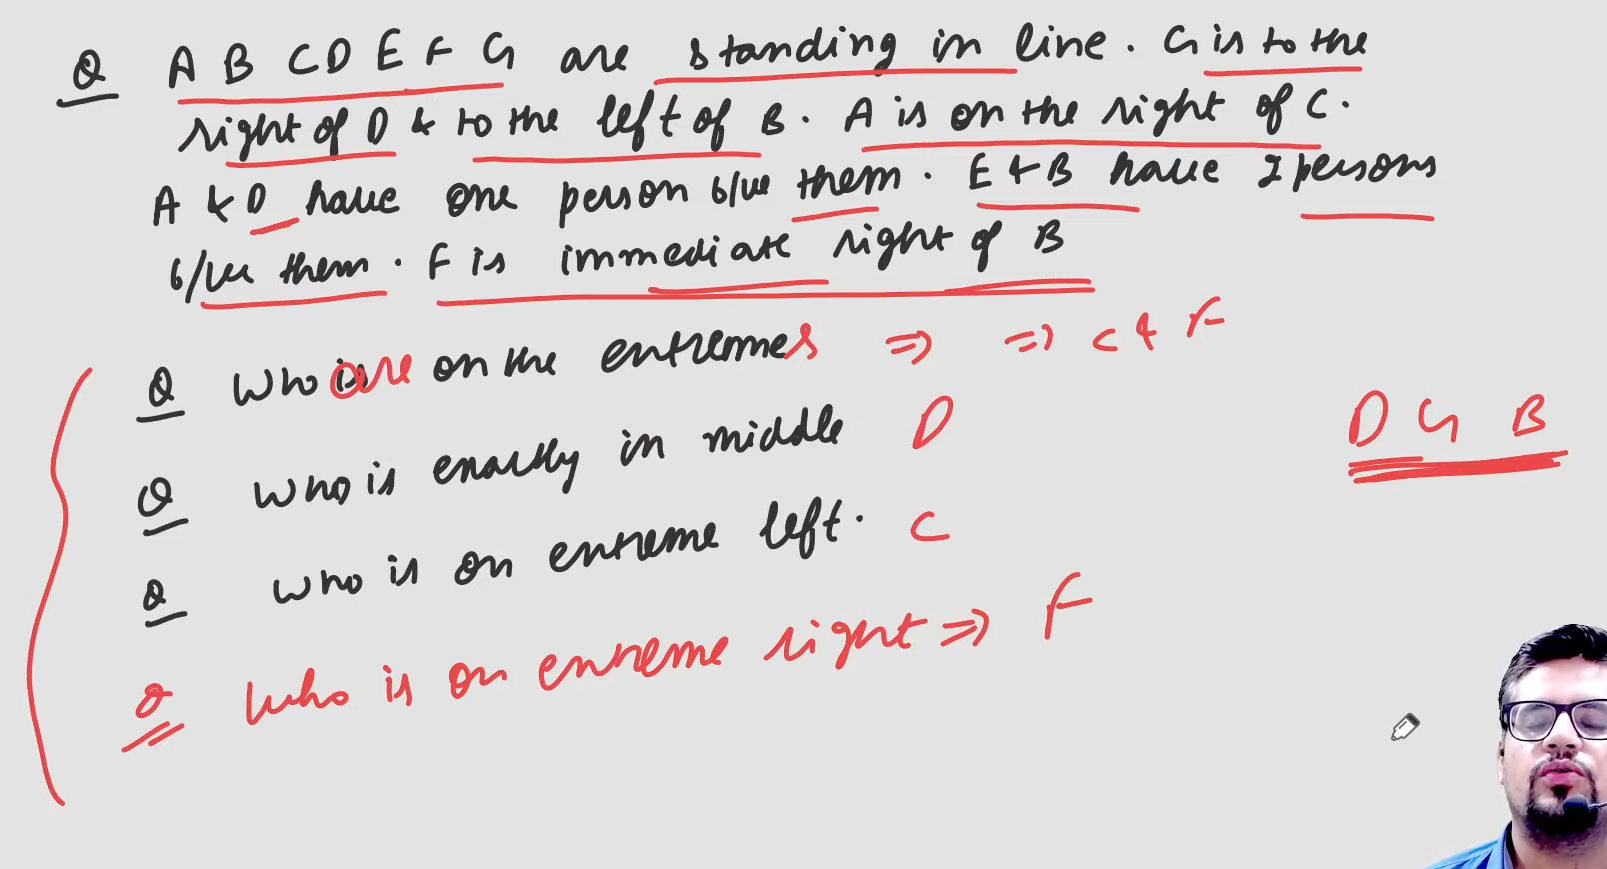 Q A B C D E F G are standing in line. G is to the
right of D & to the left of B. A is on the right of C.
A & D have one person b/w them. E & B have 2 persons
b/w them. F is immediate right of B
Q Who are on the extremes ⇒ ⇒ C & F
Q Who is exactly in middle D
D G B
Q who is on extreme left. C
Q Who is on extreme right ⇒ F